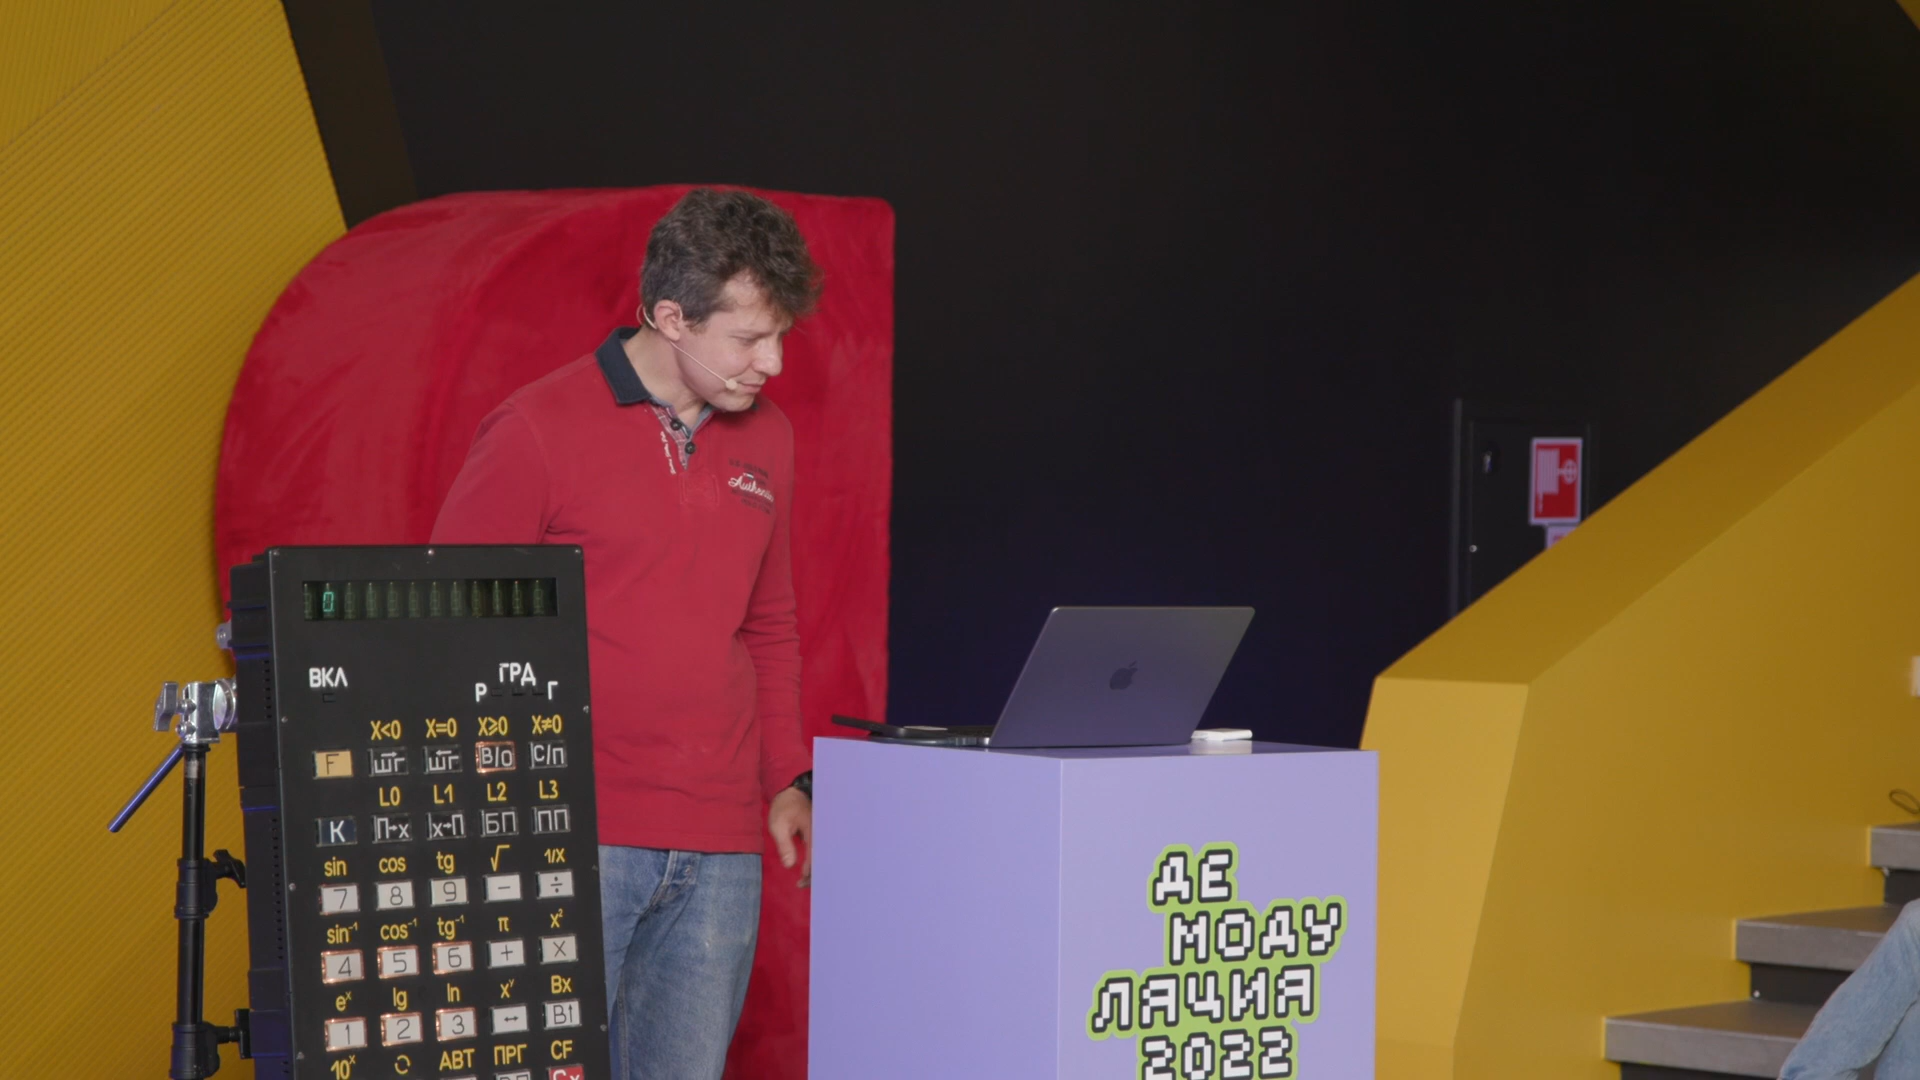 Authentic
0
ВКЛ
ГРД
Р Г
X<0 X=0 X≥0 X≠0
F ШГ ШГ В/О С/П
L0 L1 L2 L3
К П→x x→П БП ПП
sin cos tg √ 1/X
7 8 9 − ÷
sin⁻¹ cos⁻¹ tg⁻¹ π x²
4 5 6 + X
eˣ lg ln xʸ Bx
1 2 3 ↔ В↑
10ˣ АВТ ПРГ CF
Cx
ДЕ
МОДУ
ЛЯЦИЯ
2022